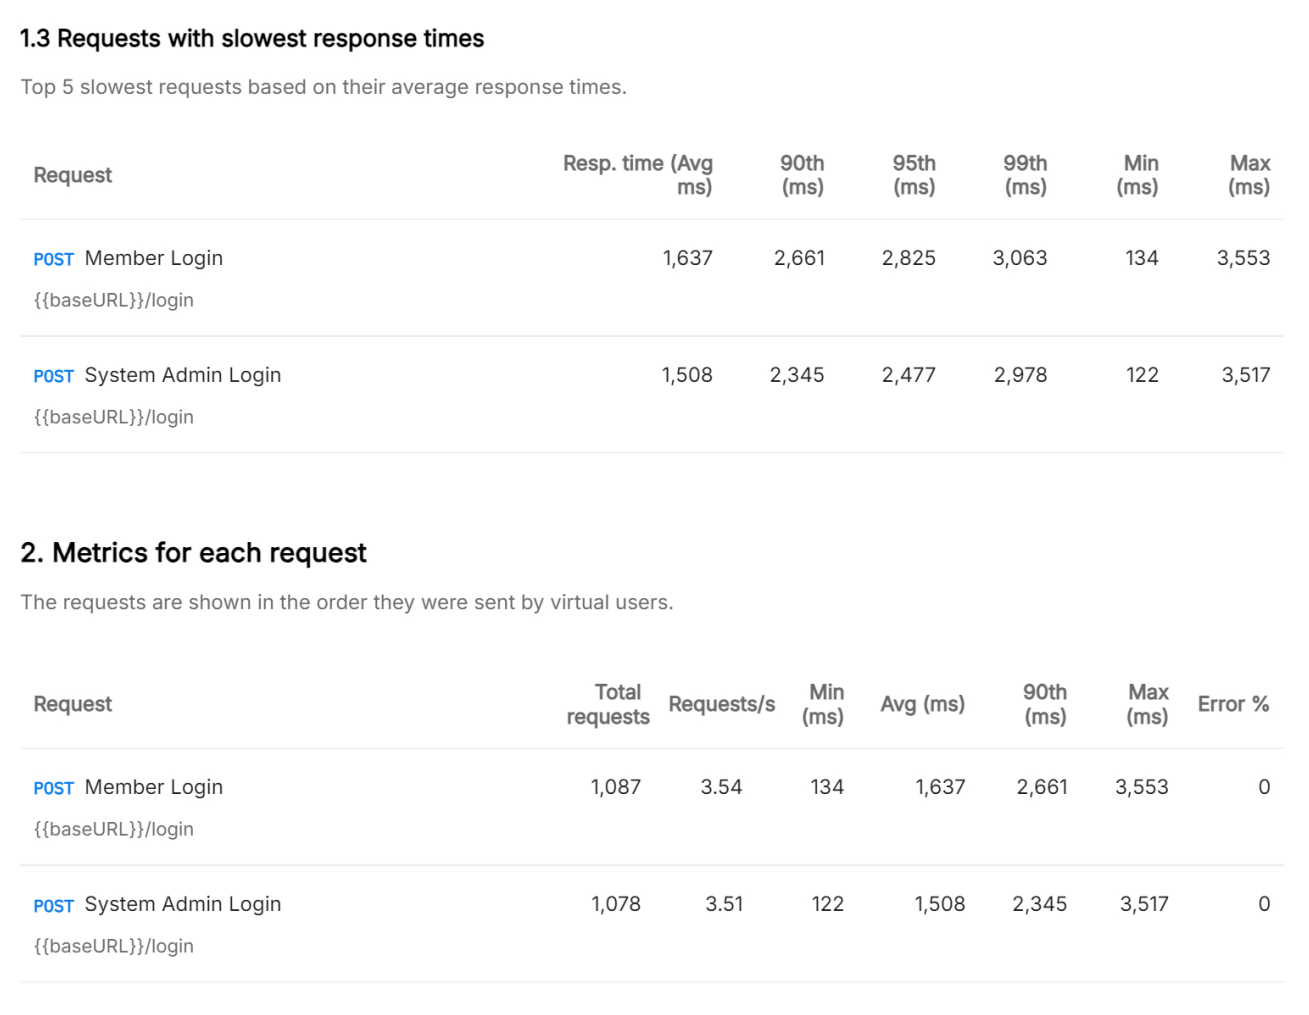 1.3 Requests with slowest response times
Top 5 slowest requests based on their average response times.
Request Resp. time (Avg ms) 90th (ms) 95th (ms) 99th (ms) Min (ms) Max (ms)
POST Member Login 1,637 2,661 2,825 3,063 134 3,553
{{baseURL}}/login
POST System Admin Login 1,508 2,345 2,477 2,978 122 3,517
{{baseURL}}/login
2. Metrics for each request
The requests are shown in the order they were sent by virtual users.
Request Total requests Requests/s Min (ms) Avg (ms) 90th (ms) Max (ms) Error %
POST Member Login 1,087 3.54 134 1,637 2,661 3,553 0
{{baseURL}}/login
POST System Admin Login 1,078 3.51 122 1,508 2,345 3,517 0
{{baseURL}}/login